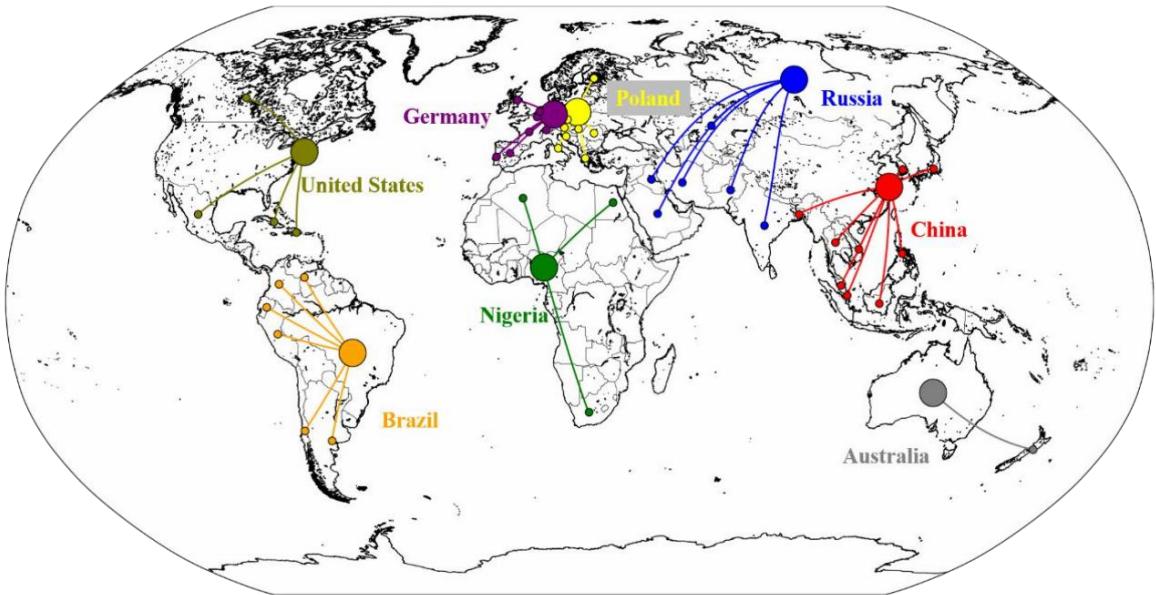 Poland
Germany
Russia
United States
China
Nigeria
Brazil
Australia